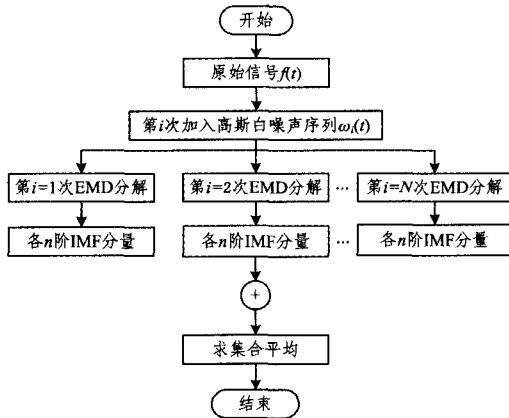 开始
原始信号f(t)
第i次加入高斯白噪声序列ω_i(t)
第i=1次EMD分解
第i=2次EMD分解
···
第i=N次EMD分解
各n阶IMF分量
各n阶IMF分量
···
各n阶IMF分量
+
求集合平均
结束